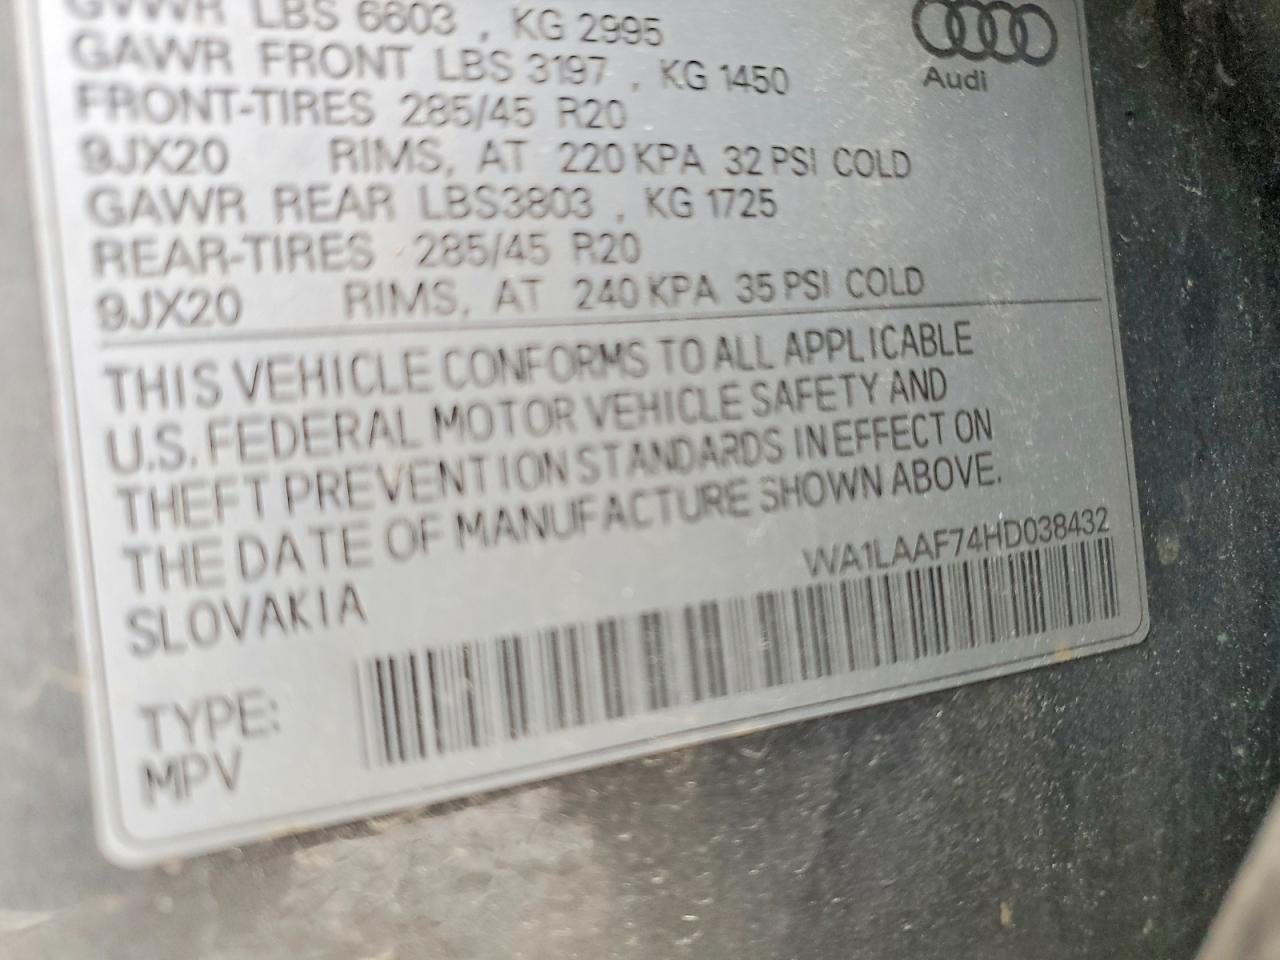 GVWR LBS 6603 , KG 2995
GAWR FRONT LBS 3197 , KG 1450
FRONT-TIRES 285/45 R20
9JX20 RIMS, AT 220 KPA 32 PSI COLD
GAWR REAR LBS3803 , KG 1725
REAR-TIRES 285/45 R20
9JX20 RIMS, AT 240 KPA 35 PSI COLD
Audi
THIS VEHICLE CONFORMS TO ALL APPLICABLE
U.S. FEDERAL MOTOR VEHICLE SAFETY AND
THEFT PREVENTION STANDARDS IN EFFECT ON
THE DATE OF MANUFACTURE SHOWN ABOVE.
SLOVAKIA
WA1LAAF74HD038432
TYPE:
MPV